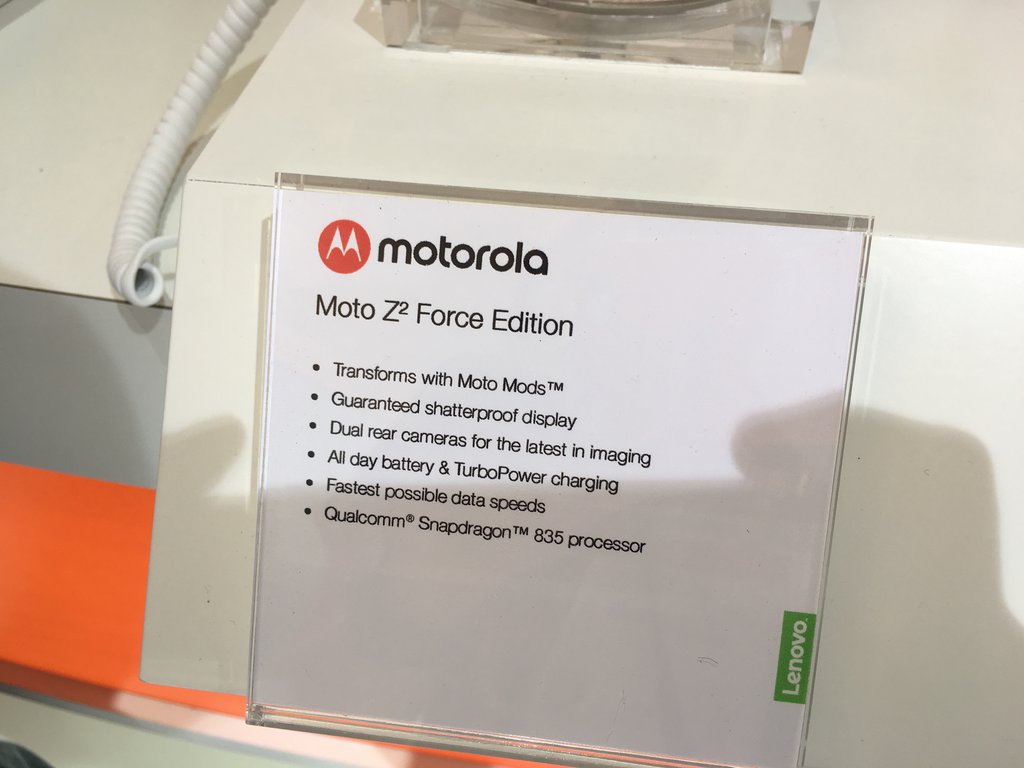 motorola
Moto Z² Force Edition
• Transforms with Moto Mods™
• Guaranteed shatterproof display
• Dual rear cameras for the latest in imaging
• All day battery & TurboPower charging
• Fastest possible data speeds
• Qualcomm® Snapdragon™ 835 processor
Lenovo